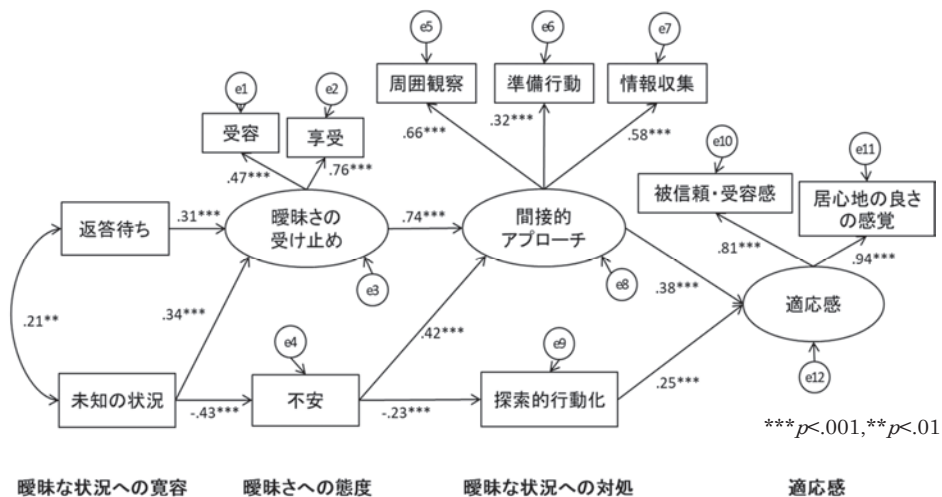 e5
e6
e7
周囲観察
準備行動
情報収集
e1
e2
受容
享受
.66***
.32***
.58***
e10
e11
.47***
.76***
被信頼・受容感
居心地の良さ
の感覚
返答待ち
.31***
曖昧さの
受け止め
.74***
間接的
アプローチ
.81***
.94***
e3
e8
適応感
.21**
.34***
e4
.42***
e9
.38***
.25***
e12
未知の状況
-.43***
不安
-.23***
探索的行動化
***p<.001,**p<.01
曖昧な状況への寛容
曖昧さへの態度
曖昧な状況への対処
適応感